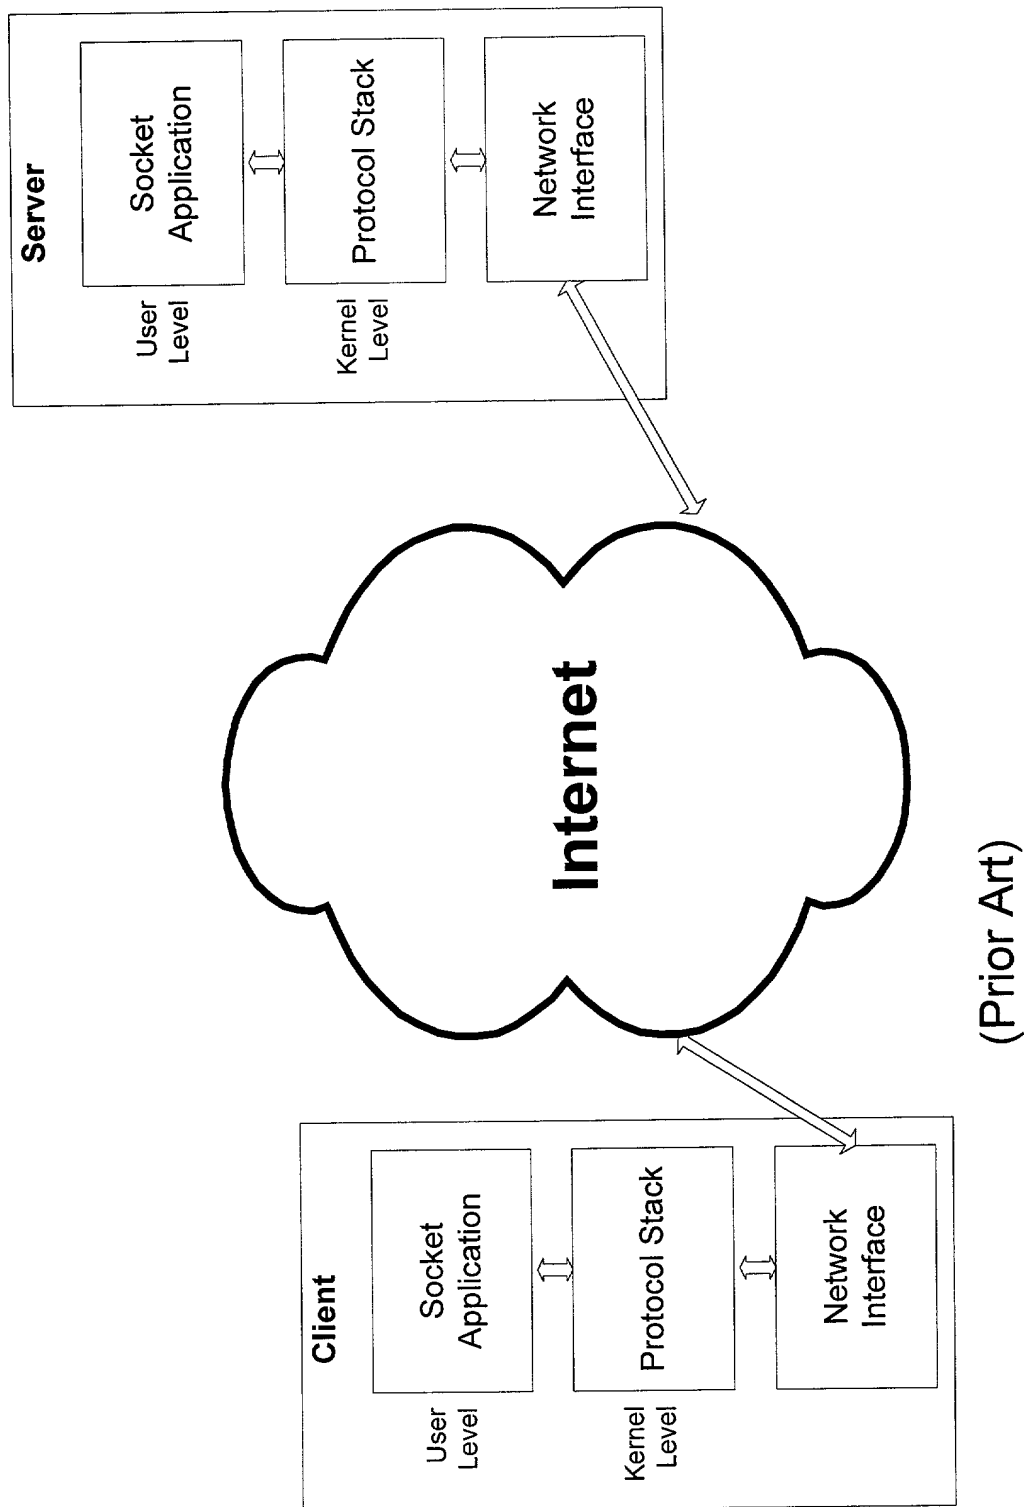 Client
User
Level
Socket
Application
Kernel
Level
Protocol Stack
Network
Interface
Internet
Server
User
Level
Socket
Application
Kernel
Level
Protocol Stack
Network
Interface
(Prior Art)